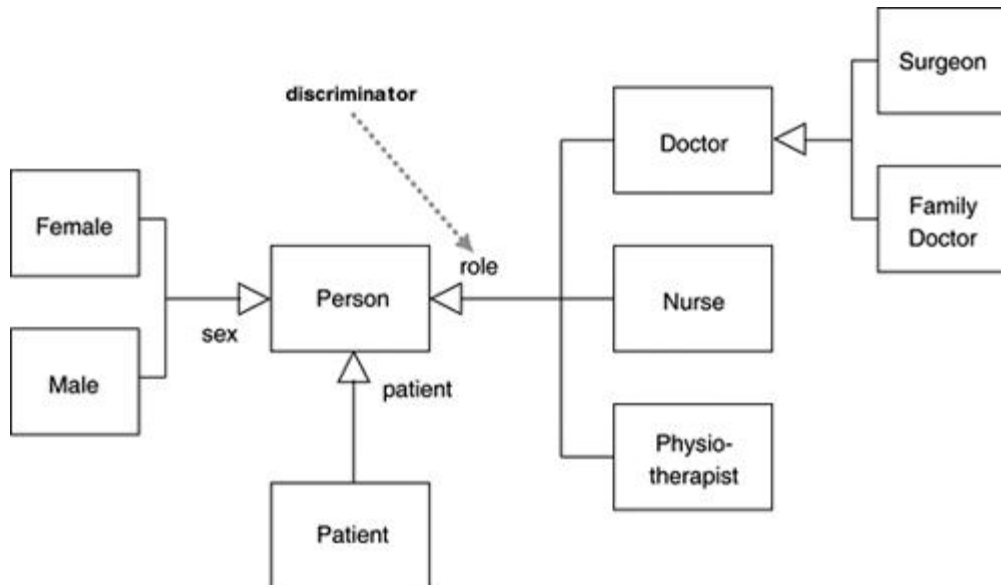 Surgeon
discriminator
Doctor
Female
Family
Doctor
role
Person
Nurse
sex
Male
patient
Physio-
therapist
Patient